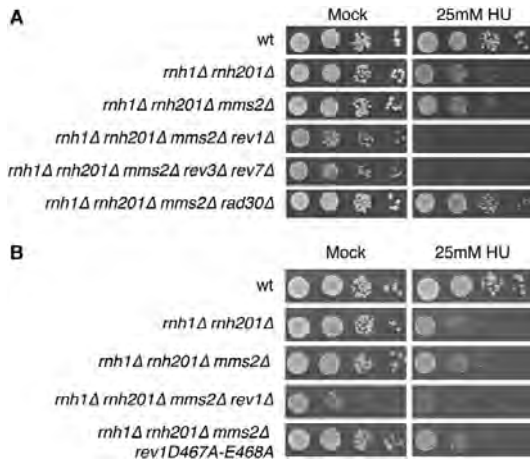 A
Mock 25mM HU
wt
rnh1Δ rnh201Δ
rnh1Δ rnh201Δ mms2Δ
rnh1Δ rnh201Δ mms2Δ rev1Δ
rnh1Δ rnh201Δ mms2Δ rev3Δ rev7Δ
rnh1Δ rnh201Δ mms2Δ rad30Δ
B
Mock 25mM HU
wt
rnh1Δ rnh201Δ
rnh1Δ rnh201Δ mms2Δ
rnh1Δ rnh201Δ mms2Δ rev1Δ
rnh1Δ rnh201Δ mms2Δ
rev1D467A-E468A